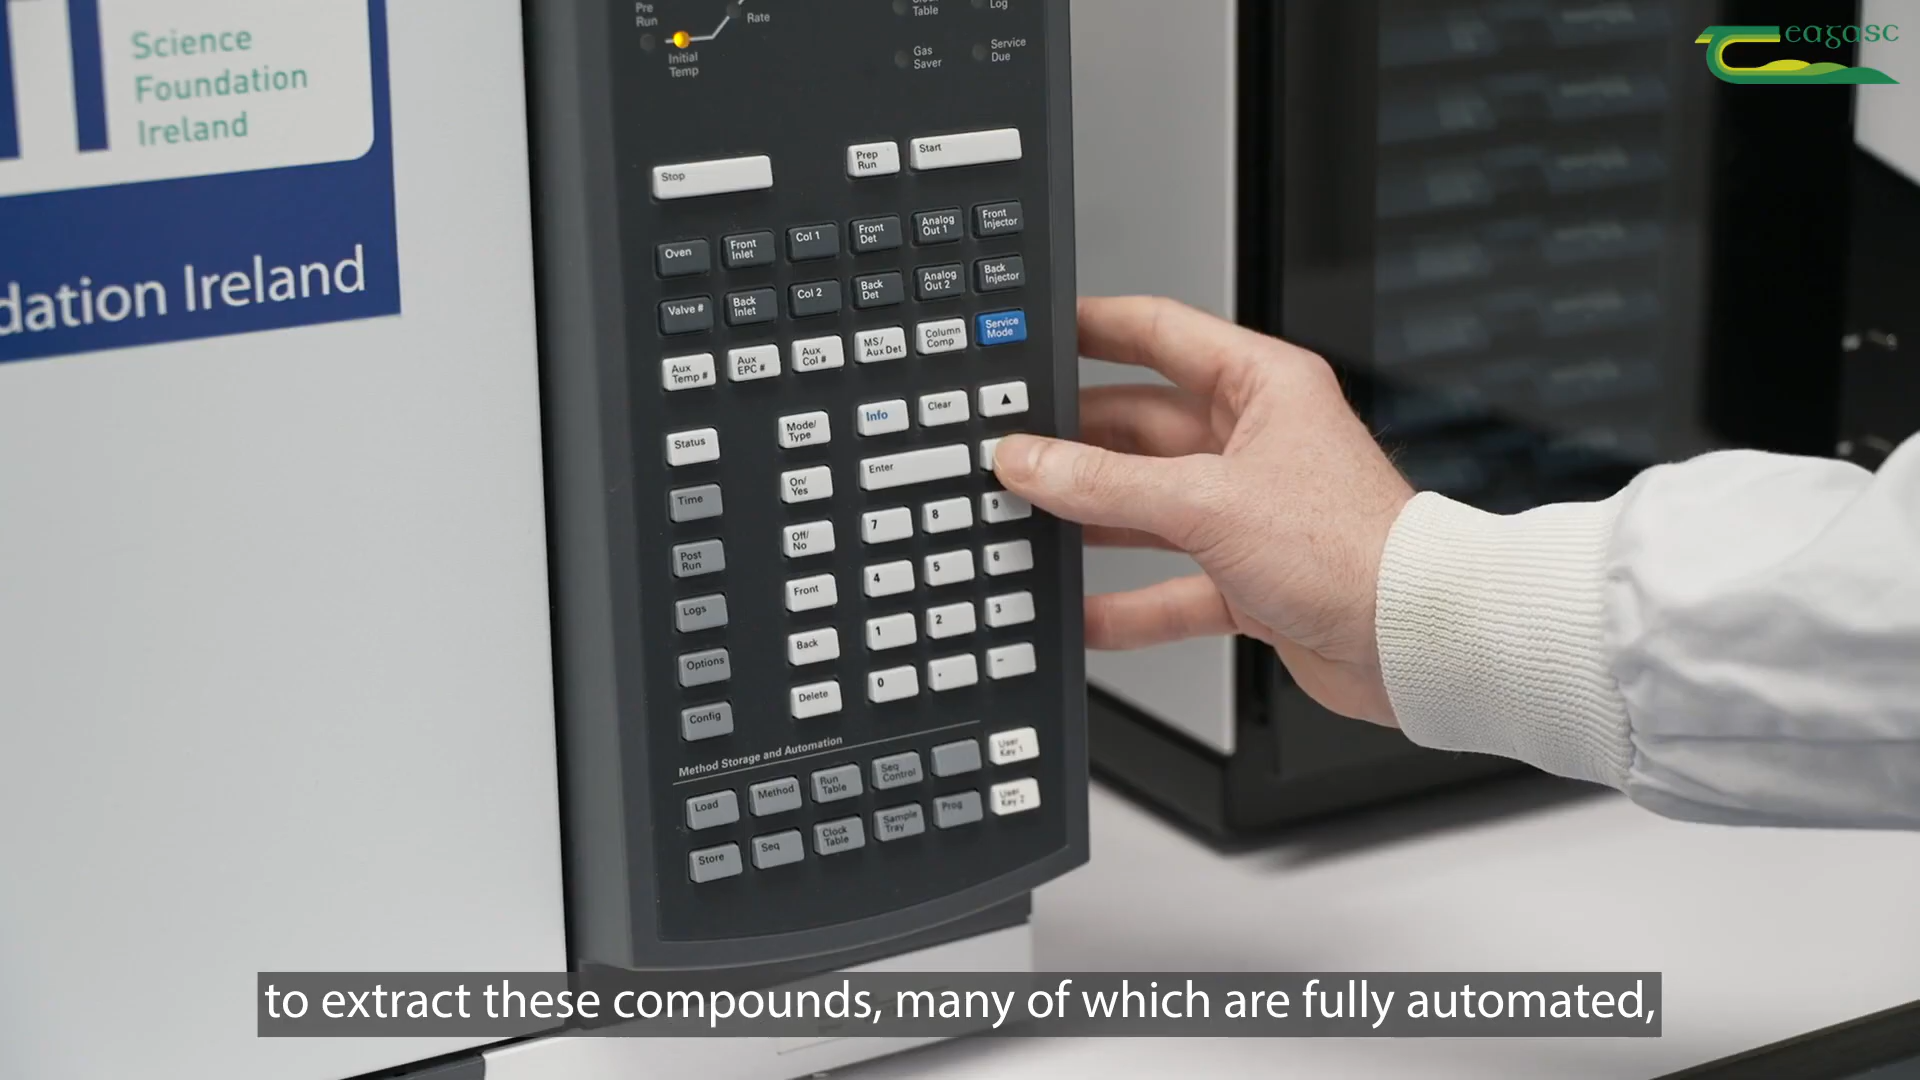 Science
Foundation
Ireland
dation Ireland
eagasc
Pre
Run
Rate
Initial
Temp
Table
Log
Gas
Saver
Service
Due
Stop
Prep
Run
Start
Oven
Front
Inlet
Col 1
Front
Det
Analog
Out 1
Front
Injector
Valve #
Back
Inlet
Col 2
Back
Det
Analog
Out 2
Back
Injector
Aux
Temp #
Aux
EPC #
Aux
Col #
MS/
Aux Det
Column
Comp
Service
Mode
Status
Mode/
Type
Info
Clear
▲
Time
On/
Yes
Enter
Post
Run
Off/
No
7
8
9
Logs
Front
4
5
6
Options
Back
1
2
3
Config
Delete
0
.
–
Method Storage and Automation
Load
Method
Run
Table
Seq
Control
User
Key 1
Store
Seq
Clock
Table
Sample
Tray
Prog
User
Key 2
to extract these compounds, many of which are fully automated,